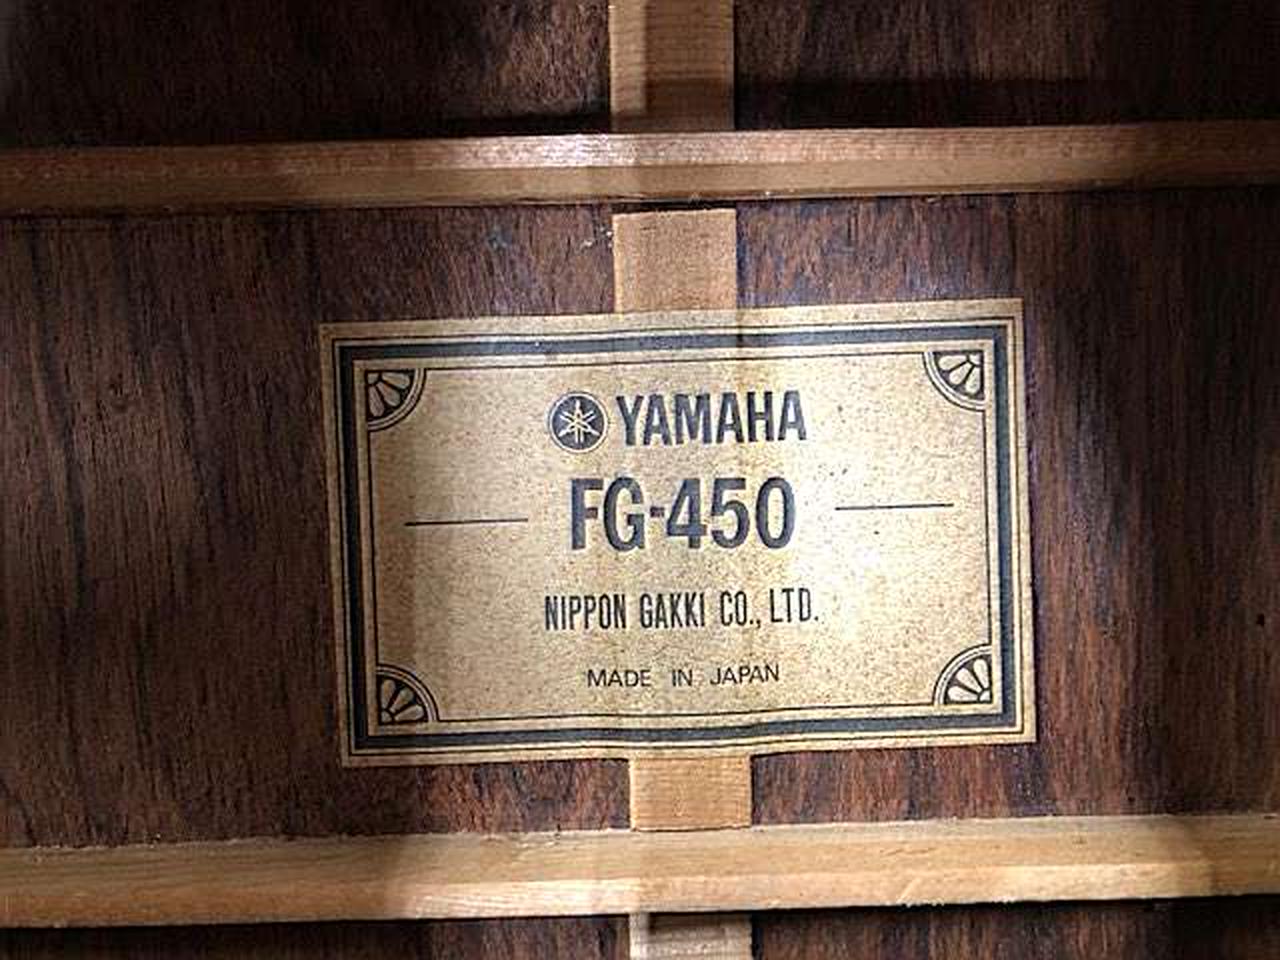 YAMAHA
FG-450
NIPPON GAKKI CO., LTD.
MADE IN JAPAN